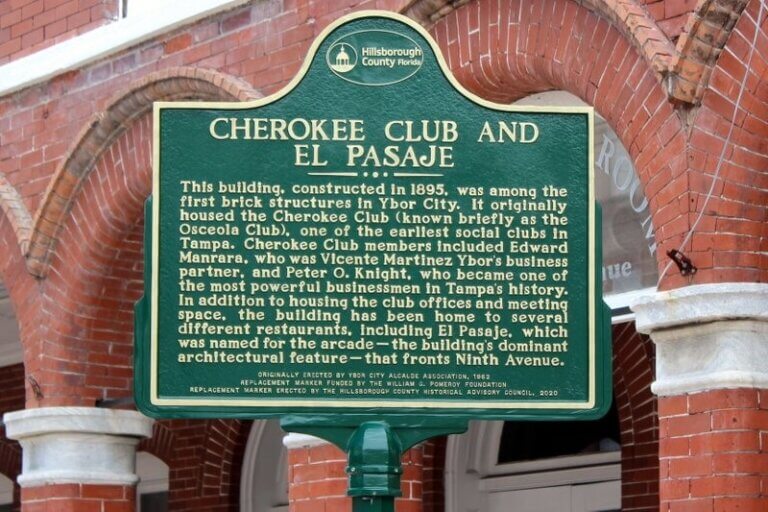 Hillsborough
County Florida
CHEROKEE CLUB AND
EL PASAJE
This building, constructed in 1895, was among the
first brick structures in Ybor City. It originally
housed the Cherokee Club (known briefly as the
Osceola Club), one of the earliest social clubs in
Tampa. Cherokee Club members included Edward
Manrara, who was Vicente Martinez Ybor's business
partner, and Peter O. Knight, who became one of
the most powerful businessmen in Tampa's history.
In addition to housing the club offices and meeting
space, the building has been home to several
different restaurants, including El Pasaje, which
was named for the arcade—the building's dominant
architectural feature—that fronts Ninth Avenue.
ORIGINALLY ERECTED BY YBOR CITY ALCALDE ASSOCIATION, 1962
REPLACEMENT MARKER FUNDED BY THE WILLIAM G. POMEROY FOUNDATION
REPLACEMENT MARKER ERECTED BY THE HILLSBOROUGH COUNTY HISTORICAL ADVISORY COUNCIL, 2020
ROOM